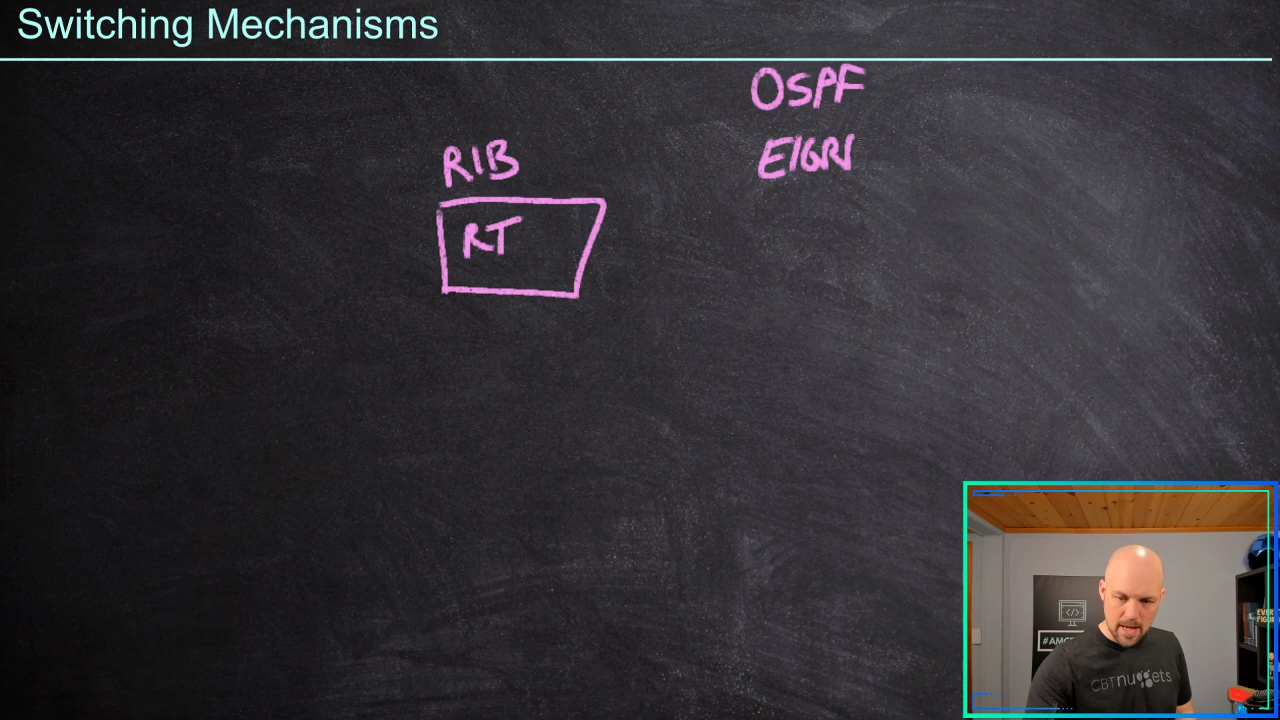 Switching Mechanisms
OSPF
EIGRP
RIB
RT
</>
CBTnuggets